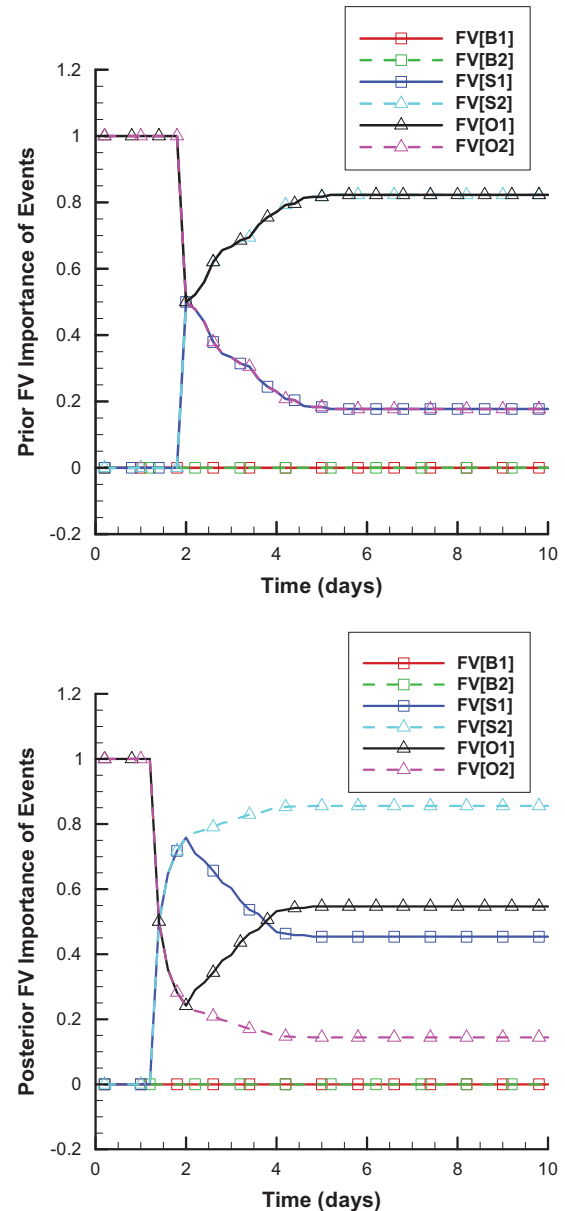 FV[B1]
FV[B2]
FV[S1]
FV[S2]
FV[O1]
FV[O2]
Prior FV Importance of Events
1.2
1
0.8
0.6
0.4
0.2
0
-0.2
0 2 4 6 8 10
Time (days)
FV[B1]
FV[B2]
FV[S1]
FV[S2]
FV[O1]
FV[O2]
Posterior FV Importance of Events
1.2
1
0.8
0.6
0.4
0.2
0
-0.2
0 2 4 6 8 10
Time (days)